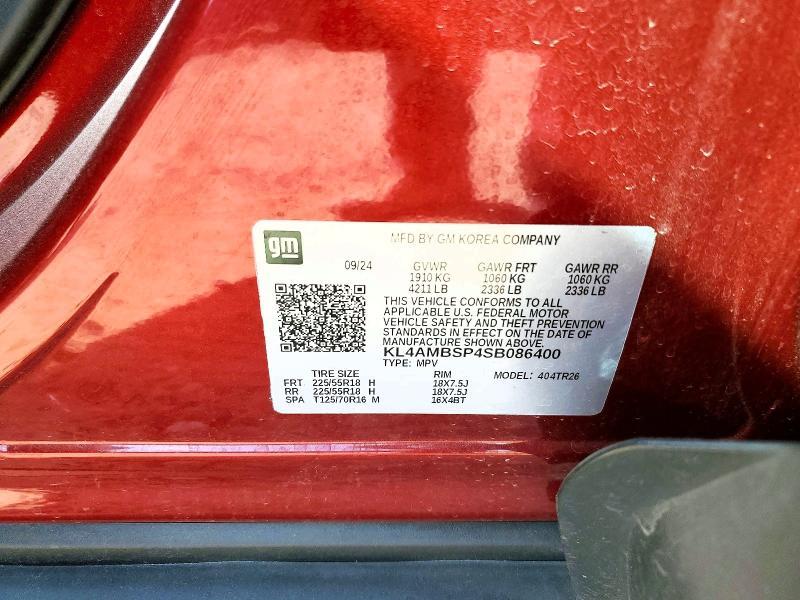 gm
MFD BY GM KOREA COMPANY
09/24 GVWR GAWR FRT GAWR RR
1910 KG 1060 KG 1060 KG
4211 LB 2336 LB 2336 LB
THIS VEHICLE CONFORMS TO ALL
APPLICABLE U.S. FEDERAL MOTOR
VEHICLE SAFETY AND THEFT PREVENTION
STANDARDS IN EFFECT ON THE DATE OF
MANUFACTURE SHOWN ABOVE.
KL4AMBSP4SB086400
TYPE: MPV
TIRE SIZE RIM MODEL: 404TR26
FRT 225/55R18 H 18X7.5J
RR 225/55R18 H 18X7.5J
SPA T125/70R16 M 16X4BT